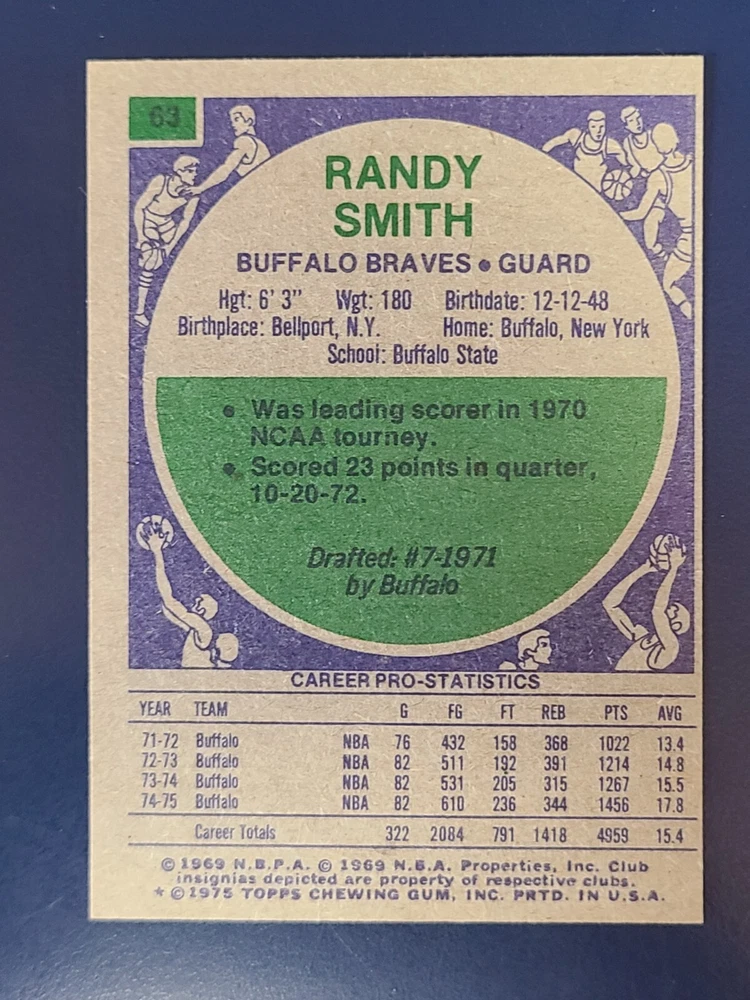 63
RANDY
SMITH
BUFFALO BRAVES • GUARD
Hgt: 6' 3" Wgt: 180 Birthdate: 12-12-48
Birthplace: Bellport, N.Y. Home: Buffalo, New York
School: Buffalo State
• Was leading scorer in 1970
NCAA tourney.
• Scored 23 points in quarter,
10-20-72.
Drafted: #7-1971
by Buffalo
CAREER PRO-STATISTICS
YEAR TEAM G FG FT REB PTS AVG
71-72 Buffalo NBA 76 432 158 368 1022 13.4
72-73 Buffalo NBA 82 511 192 391 1214 14.8
73-74 Buffalo NBA 82 531 205 315 1267 15.5
74-75 Buffalo NBA 82 610 236 344 1456 17.8
Career Totals 322 2084 791 1418 4959 15.4
© 1969 N.B.P.A. © 1969 N.B.A. Properties, Inc. Club
insignias depicted are property of respective clubs.
* © 1975 TOPPS CHEWING GUM, INC. PRTD. IN U.S.A.